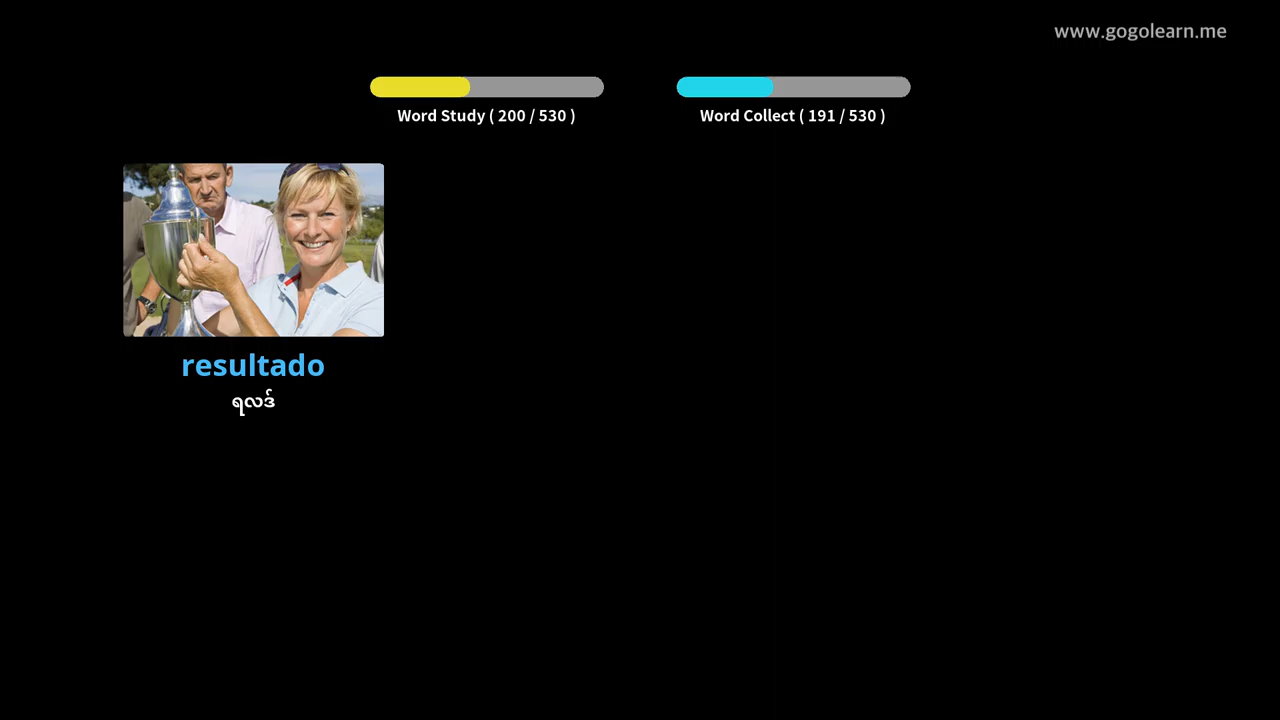 www.gogolearn.me
Word Study ( 200 / 530 )
Word Collect ( 191 / 530 )
resultado
ရလဒ်